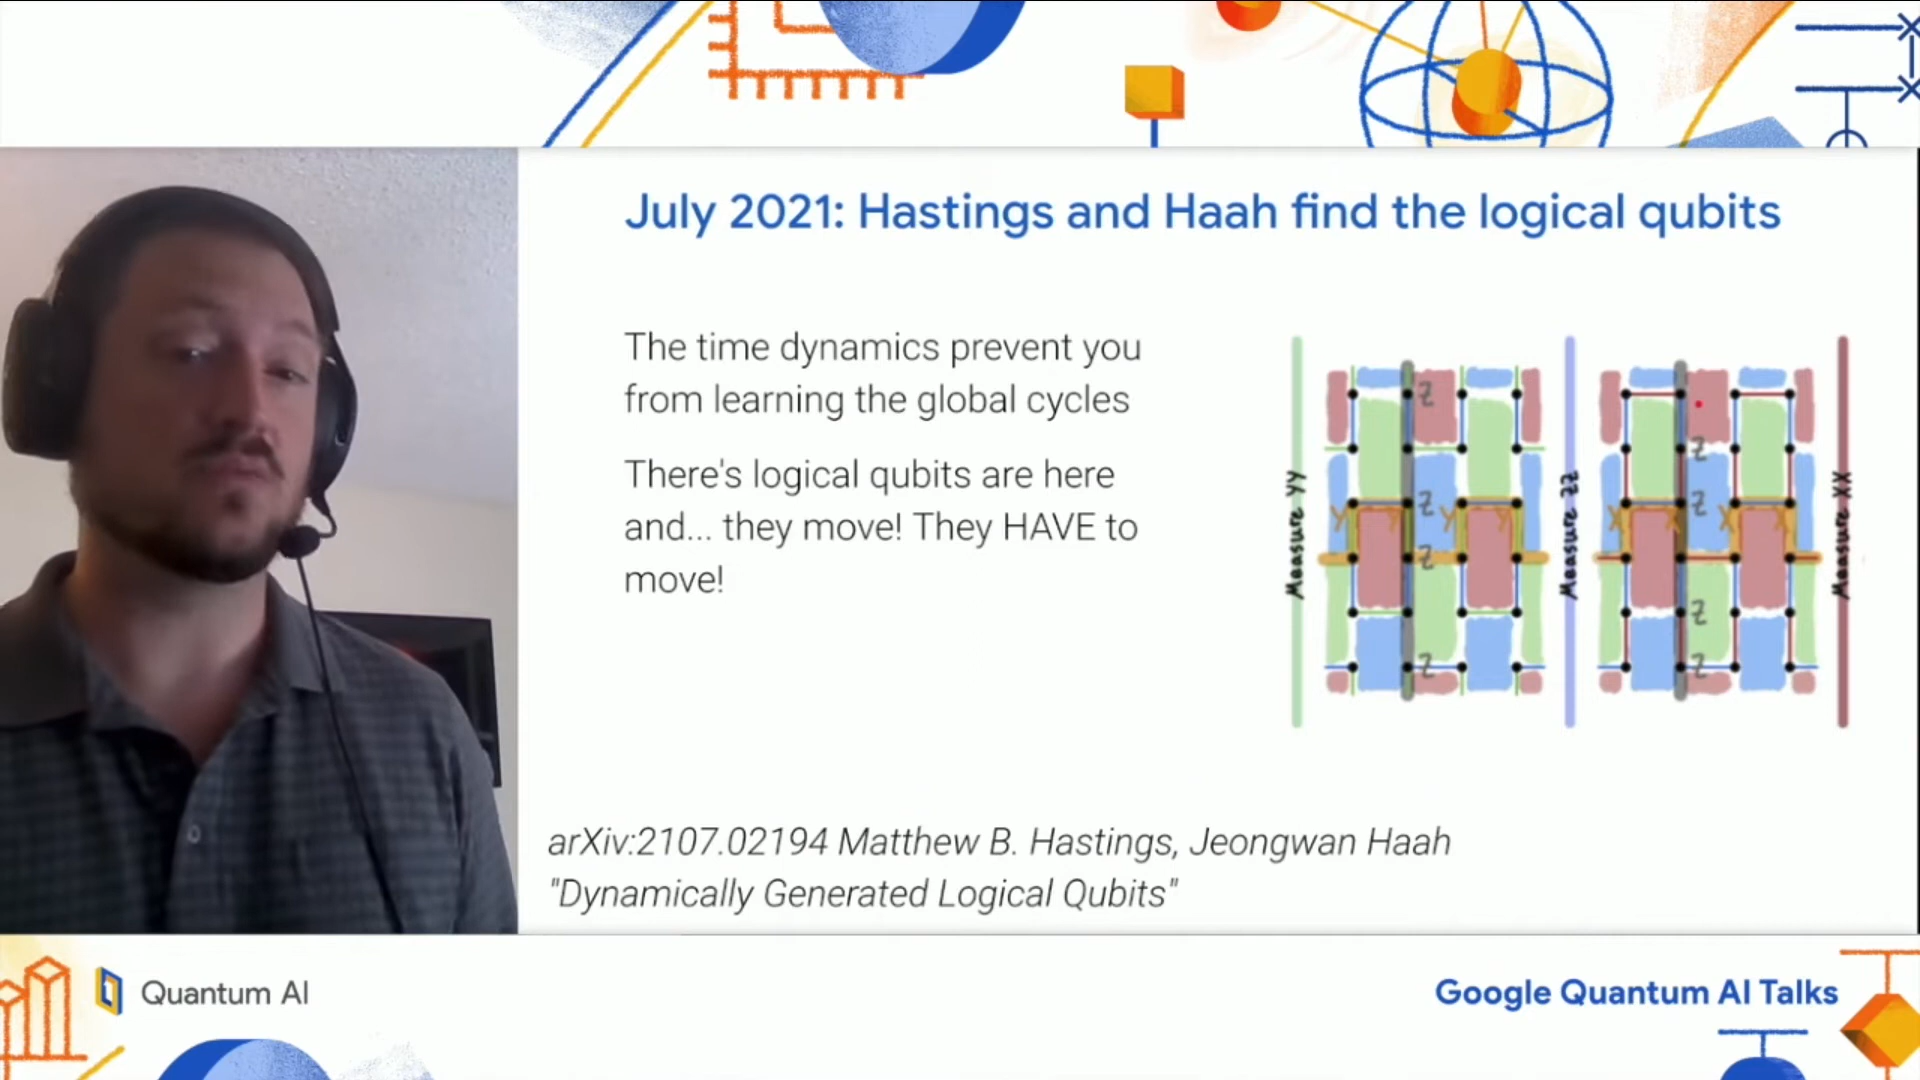 July 2021: Hastings and Haah find the logical qubits
The time dynamics prevent you
from learning the global cycles
There's logical qubits are here
and... they move! They HAVE to
move!
Measure YY
Z
Z
Z
Z
Y
Y
Y
Y
Measure ZZ
Z
Z
Z
Z
Z
X
X
X
X
Measure XX
arXiv:2107.02194 Matthew B. Hastings, Jeongwan Haah
"Dynamically Generated Logical Qubits"
Quantum AI
Google Quantum AI Talks